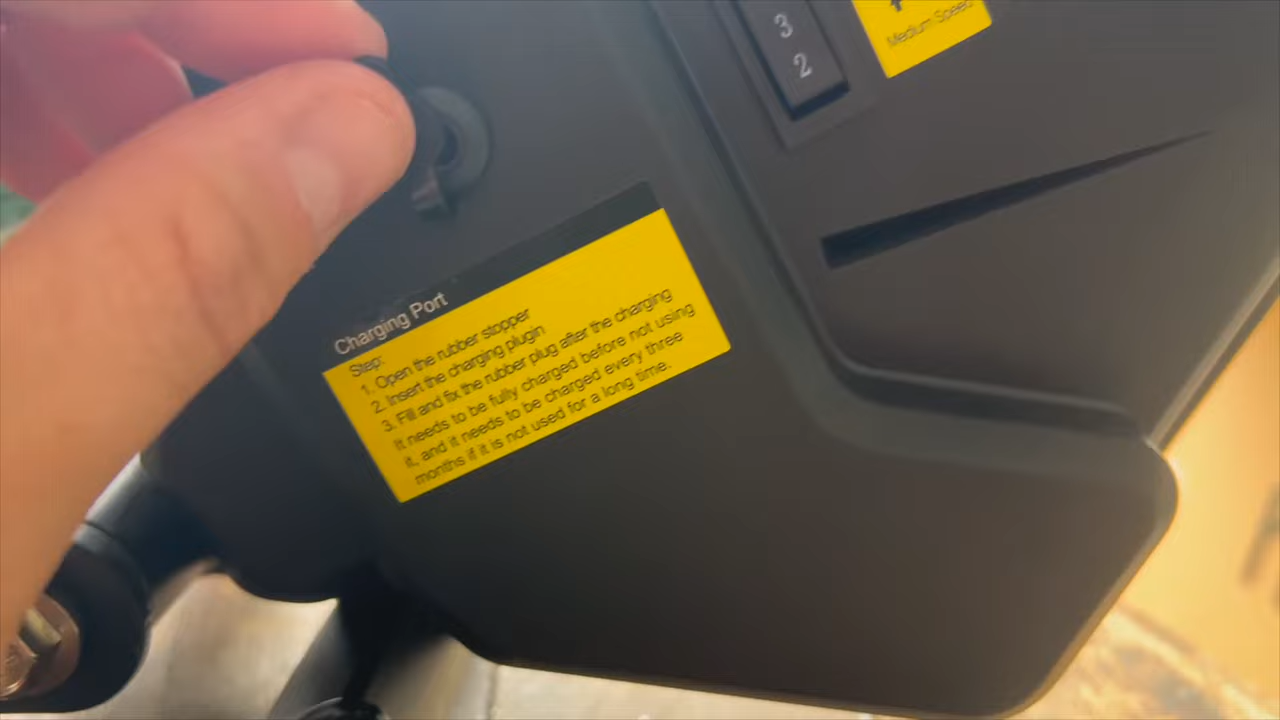 3
2
Medium Speed
Charging Port
Step:
1. Open the rubber stopper
2. Insert the charging plugin
3. Fill and fix the rubber plug after the charging
It needs to be fully charged before not using
it, and it needs to be charged every three
months if it is not used for a long time.